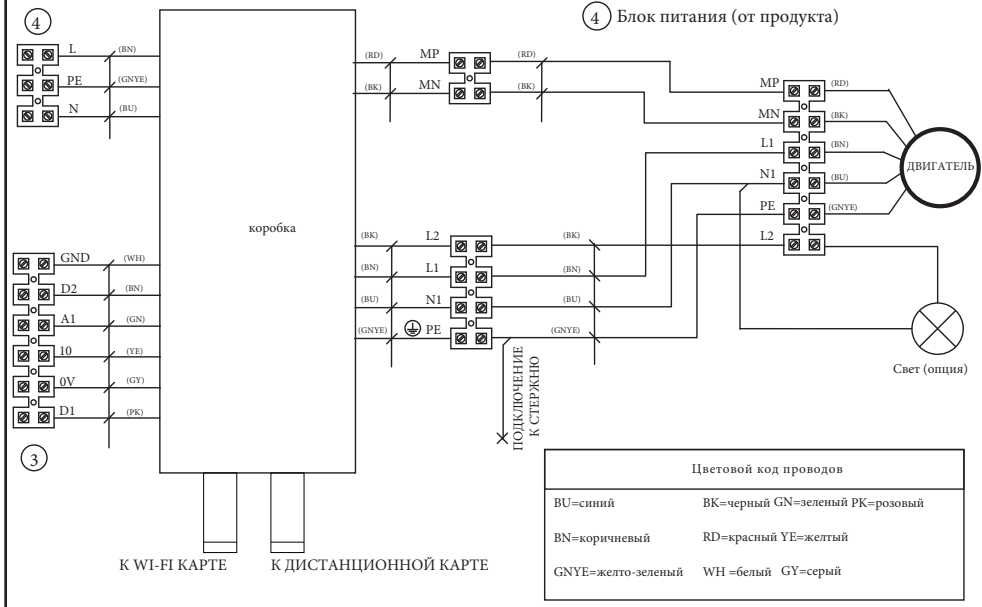 4
4 Блок питания (от продукта)
L (BN)
PE (GNYE)
N (BU)
(RD) MP (RD)
(BK) MN (BK)
MP (RD)
MN (BK)
L1 (BN)
N1 (BU)
PE (GNYE)
L2
ДВИГАТЕЛЬ
коробка
(BK) L2 (BK)
(BN) L1 (BN)
(BU) N1 (BU)
(GNYE) PE (GNYE)
GND (WH)
D2 (BN)
A1 (GN)
10 (YE)
0V (GY)
D1 (PK)
3
ПОДКЛЮЧЕНИЕ
К СТЕРЖНЮ
Свет (опция)
К WI-FI КАРТЕ
К ДИСТАНЦИОННОЙ КАРТЕ
Цветовой код проводов
BU=синий BK=черный GN=зеленый PK=розовый
BN=коричневый RD=красный YE=желтый
GNYE=желто-зеленый WH =белый GY=серый